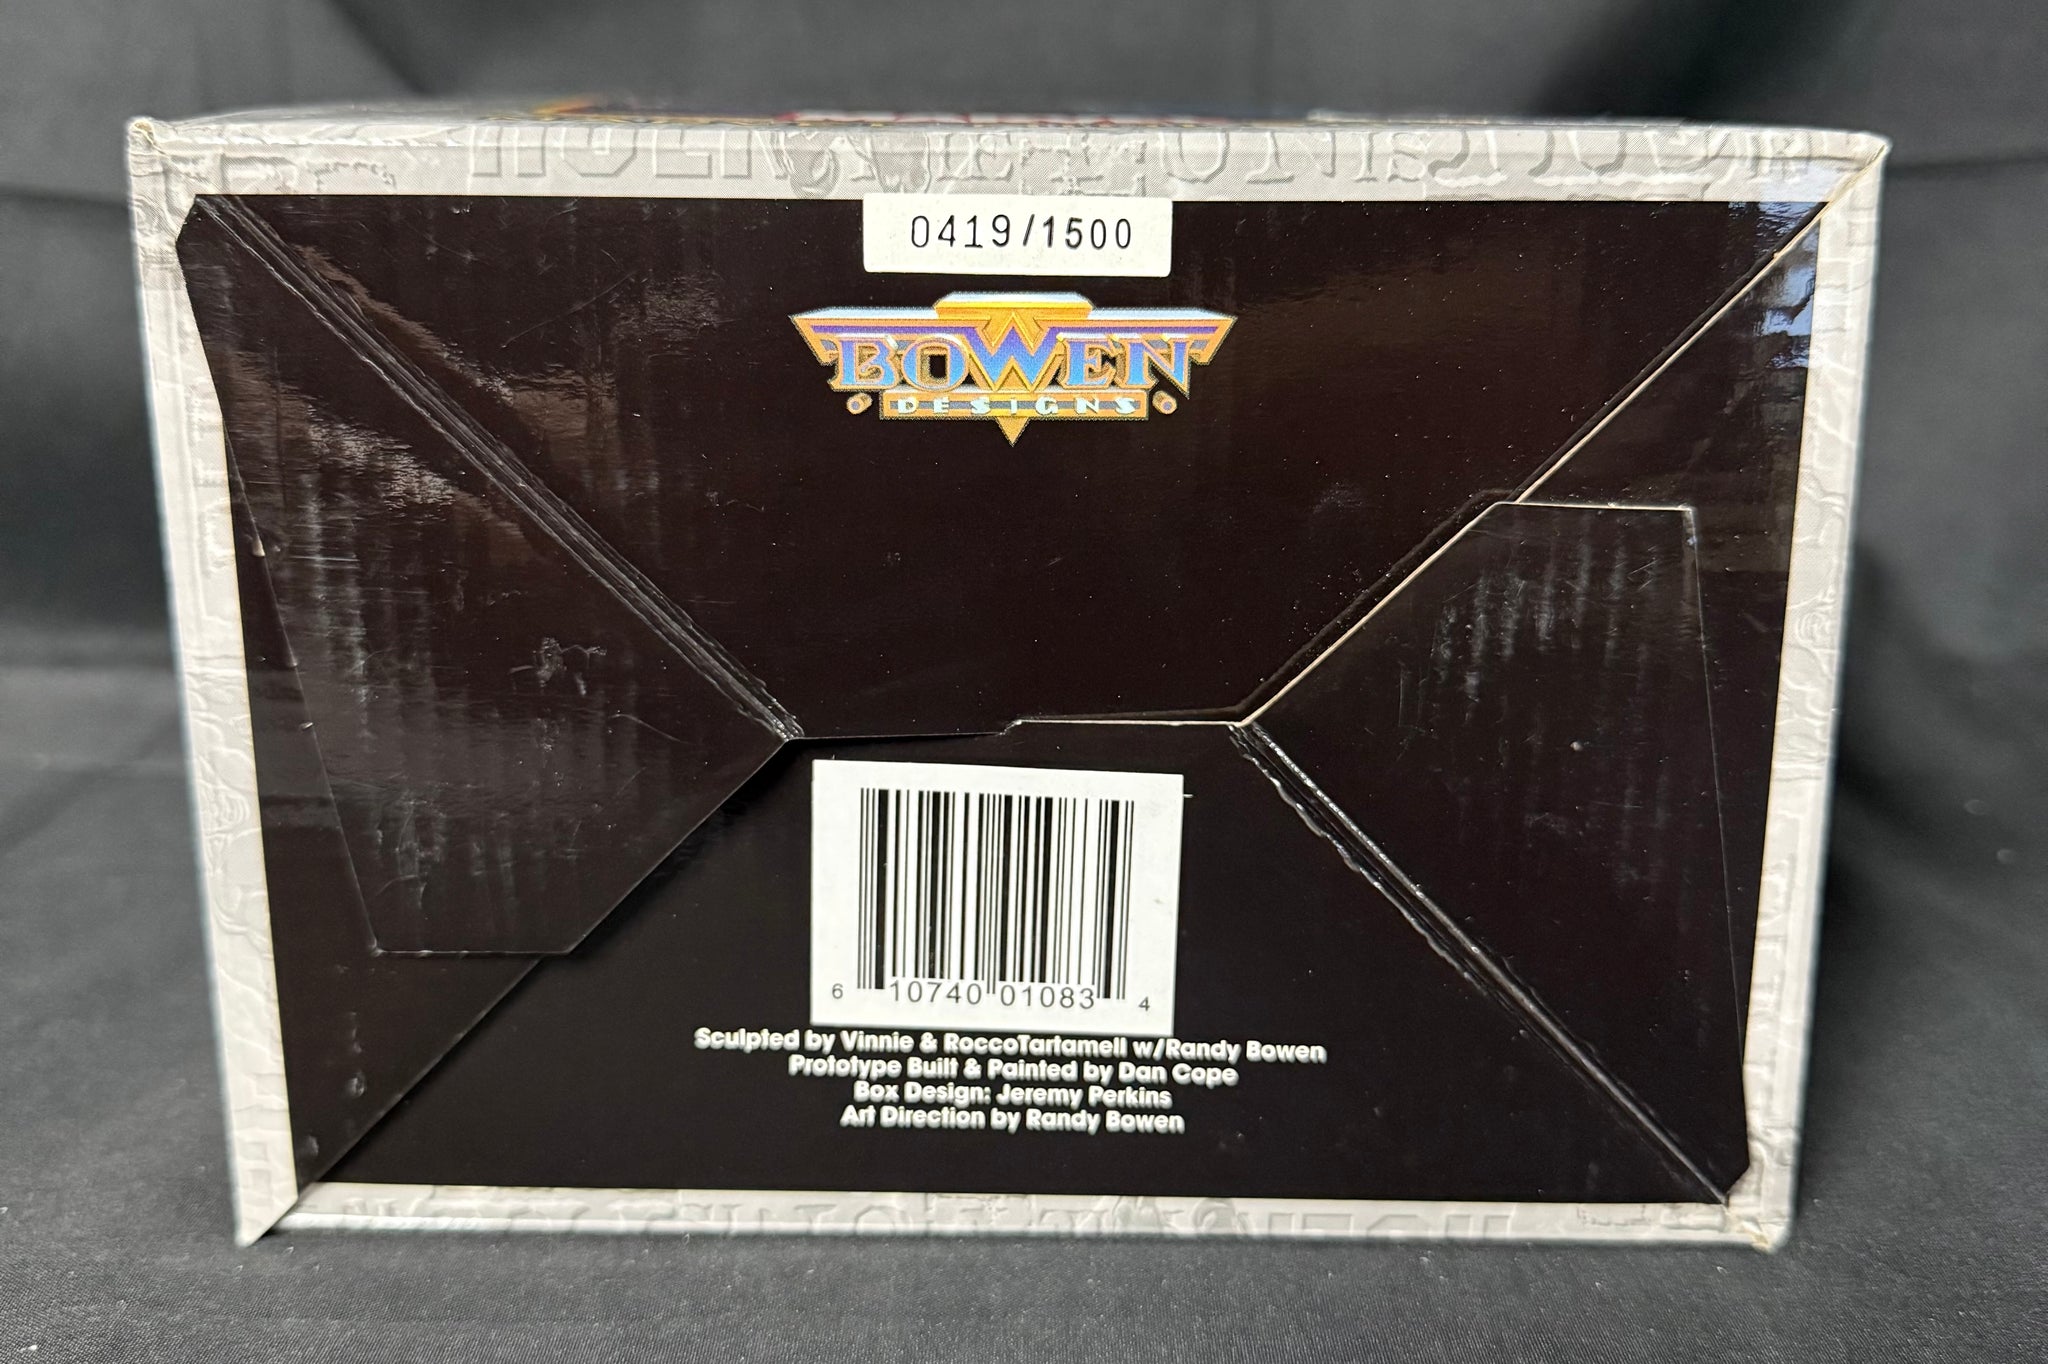 0419/1500
BOWEN
DESIGNS
6 10740 01083 4
Sculpted by Vinnie & RoccoTartamell w/Randy Bowen
Prototype Built & Painted by Dan Cope
Box Design: Jeremy Perkins
Art Direction by Randy Bowen